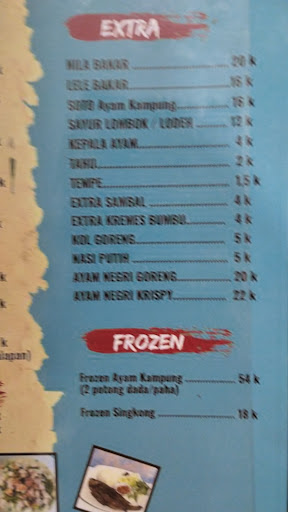 EXTRA
NILA BAKAR ........ 20 k
LELE BAKAR ........ 16 k
SOTO Ayam Kampung ........ 16 k
SAYUR LOMBOK / LODEH ........ 12 k
KEPALA AYAM ........ 4 k
TAHU ........ 2 k
TEMPE ........ 1,5 k
EXTRA SAMBAL ........ 4 k
EXTRA KREMES BUMBU ........ 4 k
KOL GORENG ........ 5 k
NASI PUTIH ........ 5 k
AYAM NEGRI GORENG ........ 20 k
AYAM NEGRI KRISPY ........ 22 k
FROZEN
Frozen Ayam Kampung ........ 54 k
(2 potong dada/paha)
Frozen Singkong ........ 18 k
k
k
k
k
alapan)